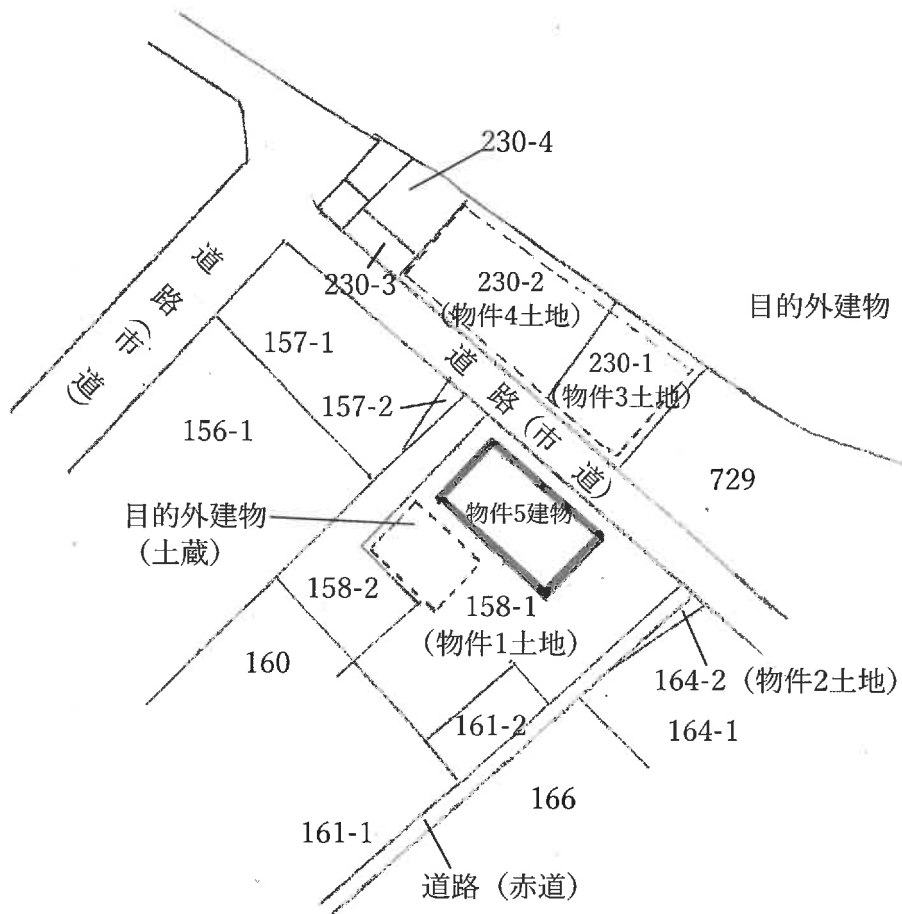 230-4
道路(市道)
230-3
230-2
(物件4土地)
目的外建物
157-1
230-1
(物件3土地)
道路(市道)
157-2
156-1
729
物件5建物
目的外建物
(土蔵)
158-2
158-1
(物件1土地)
160
164-2(物件2土地)
161-2
164-1
166
161-1
道路(赤道)